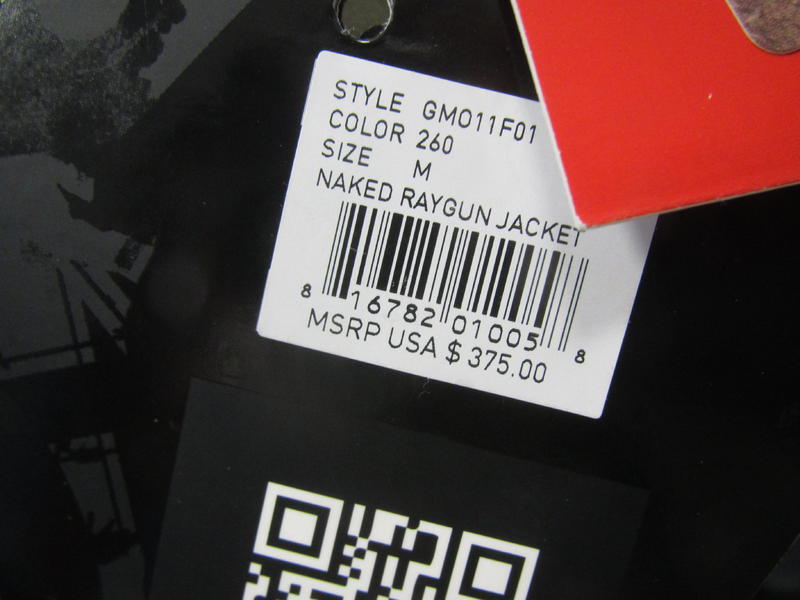 STYLE GM011F01
COLOR 260
SIZE M
NAKED RAYGUN JACKET
8 16782 01005 8
MSRP USA $375.00